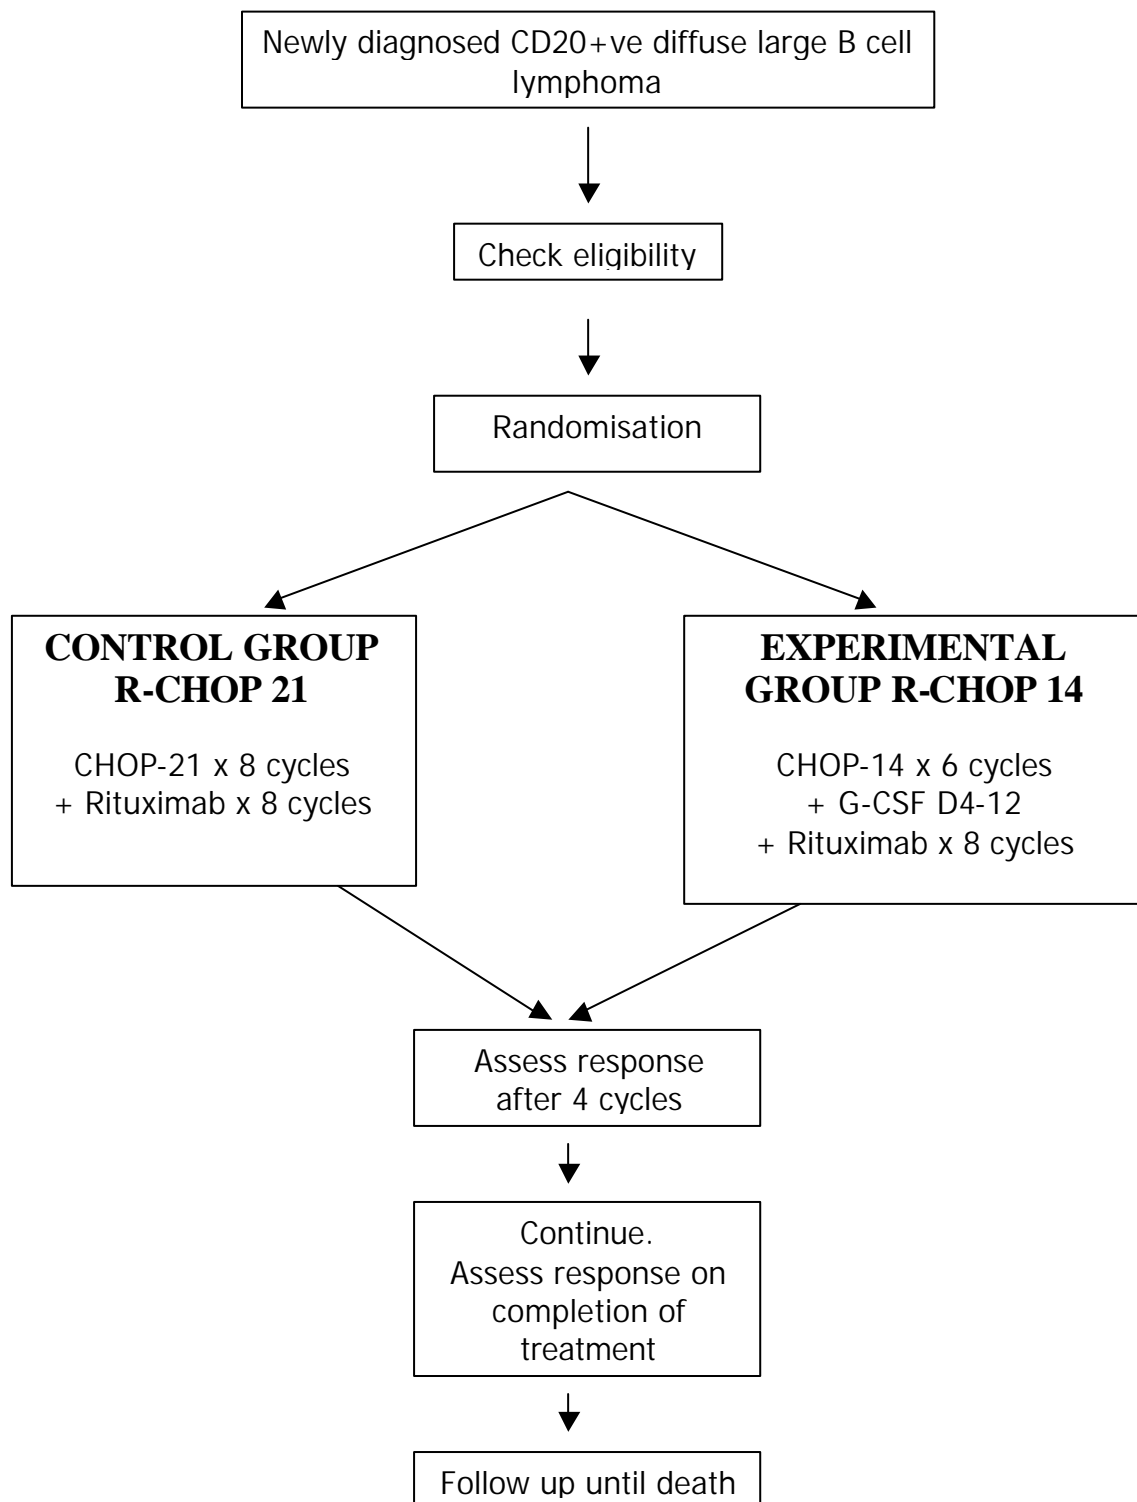 Newly diagnosed CD20+ve diffuse large B cell
lymphoma
Check eligibility
Randomisation
CONTROL GROUP
R-CHOP 21
CHOP-21 x 8 cycles
+ Rituximab x 8 cycles
EXPERIMENTAL
GROUP R-CHOP 14
CHOP-14 x 6 cycles
+ G-CSF D4-12
+ Rituximab x 8 cycles
Assess response
after 4 cycles
Continue.
Assess response on
completion of
treatment
Follow up until death